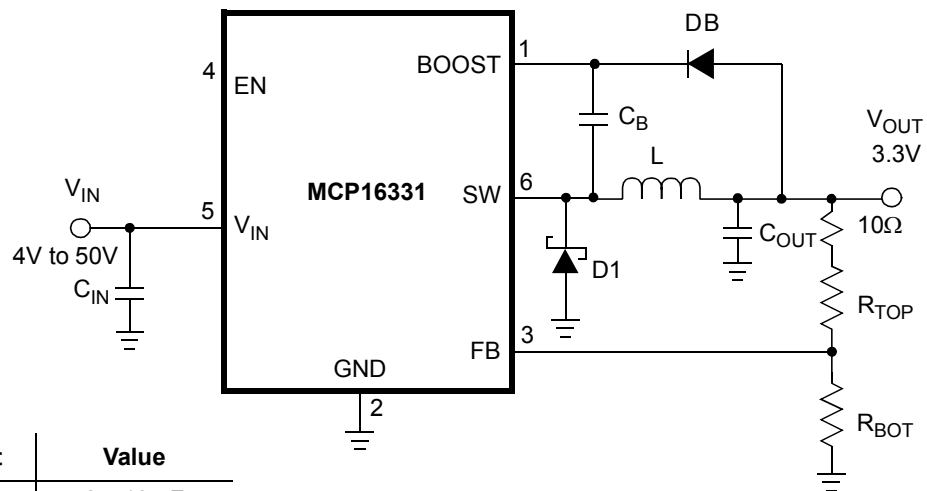 DB
1
BOOST
4
EN
C_B
V_OUT
3.3V
L
MCP16331
SW
6
V_IN
5
V_IN
4V to 50V
C_IN
C_OUT
10Ω
D1
R_TOP
3
FB
GND
2
R_BOT
Value